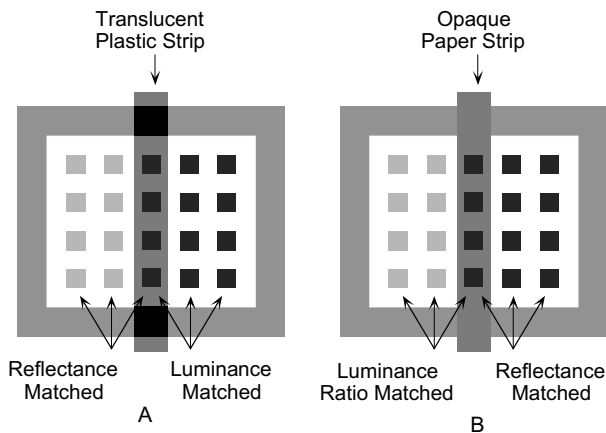 Translucent
Plastic Strip
Opaque
Paper Strip
Reflectance
Matched
Luminance
Matched
A
Luminance
Ratio Matched
Reflectance
Matched
B